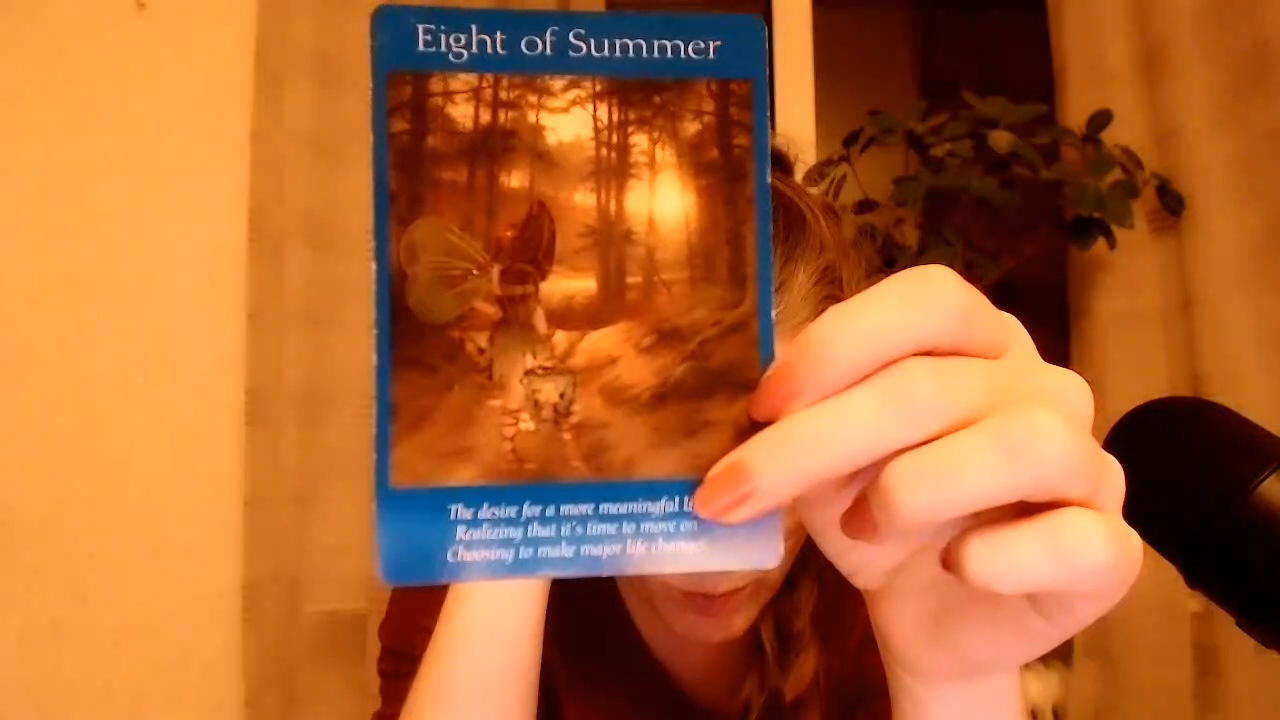 Eight of Summer
The desire for a more meaningful
Realizing that it's time to move on
Choosing to make major life